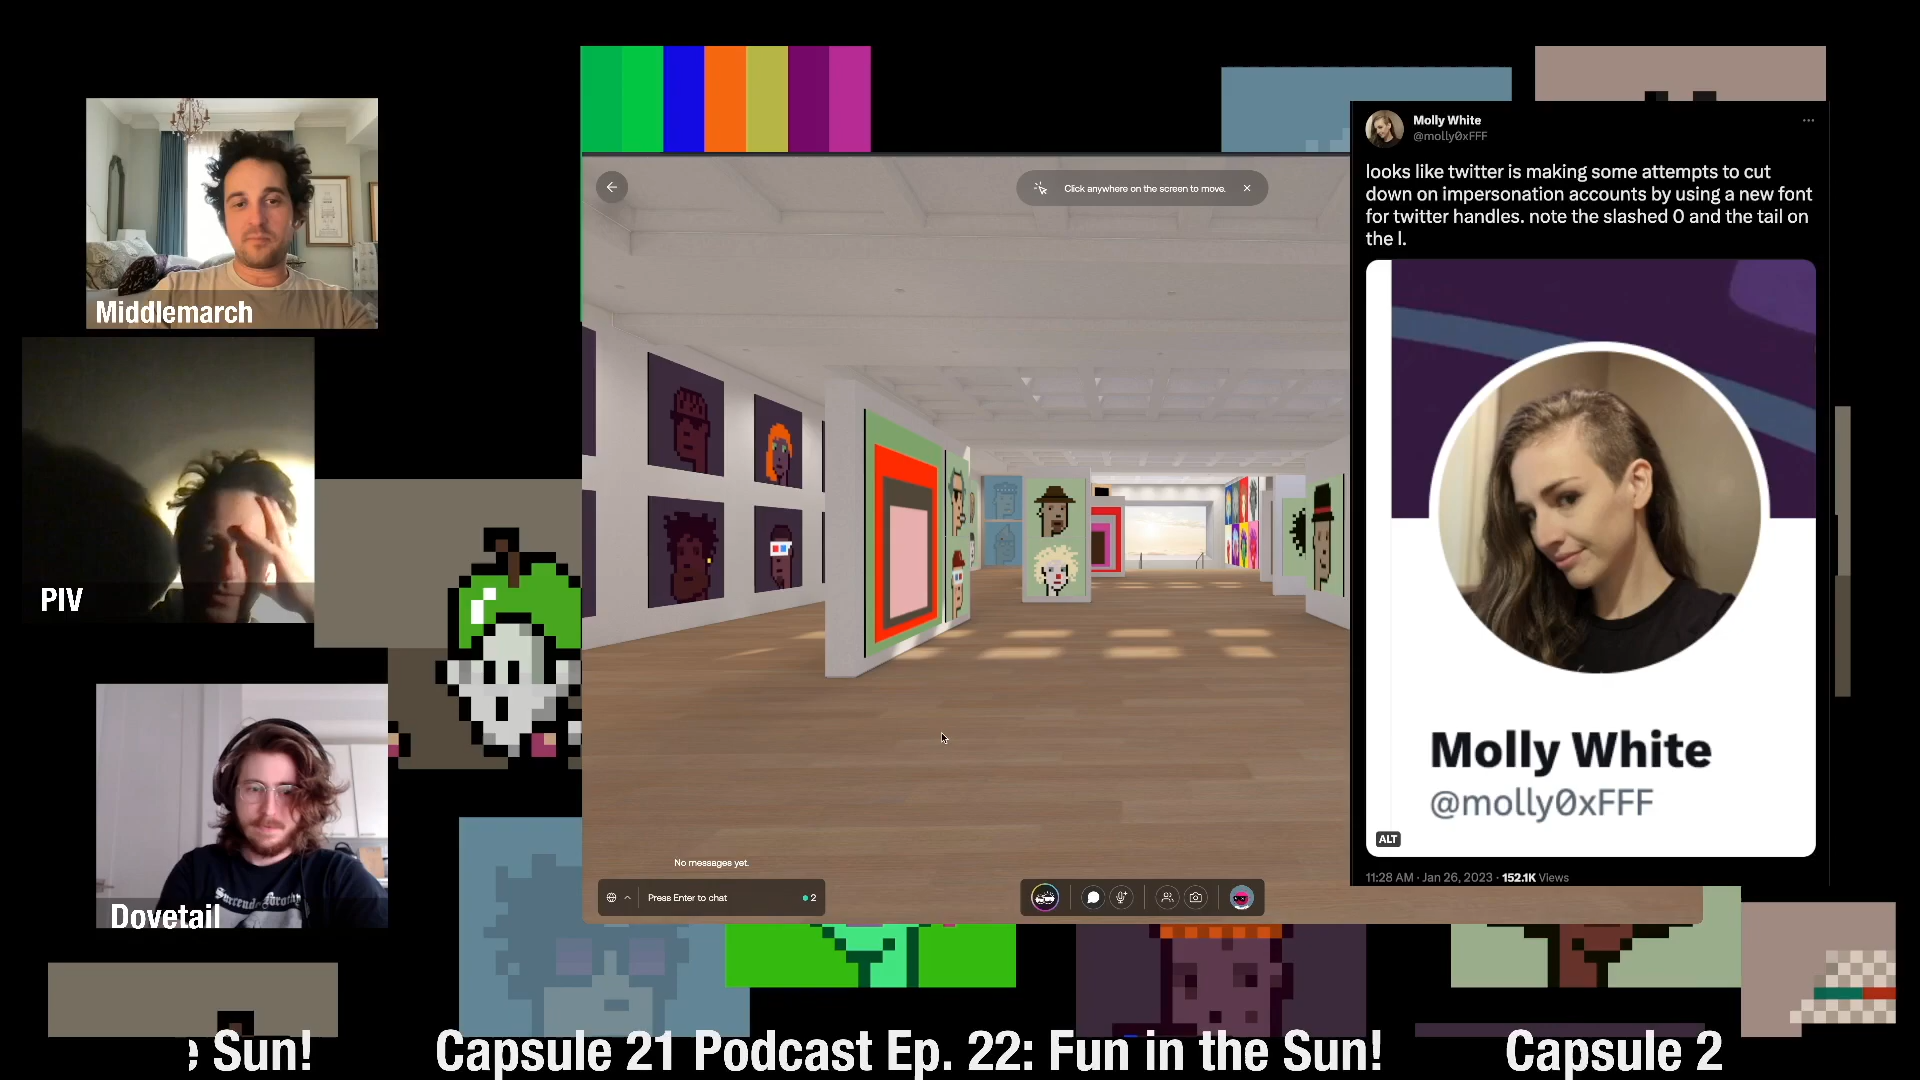 Middlemarch
PIV
Dovetail
Click anywhere on the screen to move.
No messages yet.
Press Enter to chat
2
Molly White
@molly0xFFF
looks like twitter is making some attempts to cut
down on impersonation accounts by using a new font
for twitter handles. note the slashed 0 and the tail on
the l.
Molly White
@molly0xFFF
ALT
11:28 AM · Jan 26, 2023 · 152.1K Views
e Sun! Capsule 21 Podcast Ep. 22: Fun in the Sun! Capsule 2